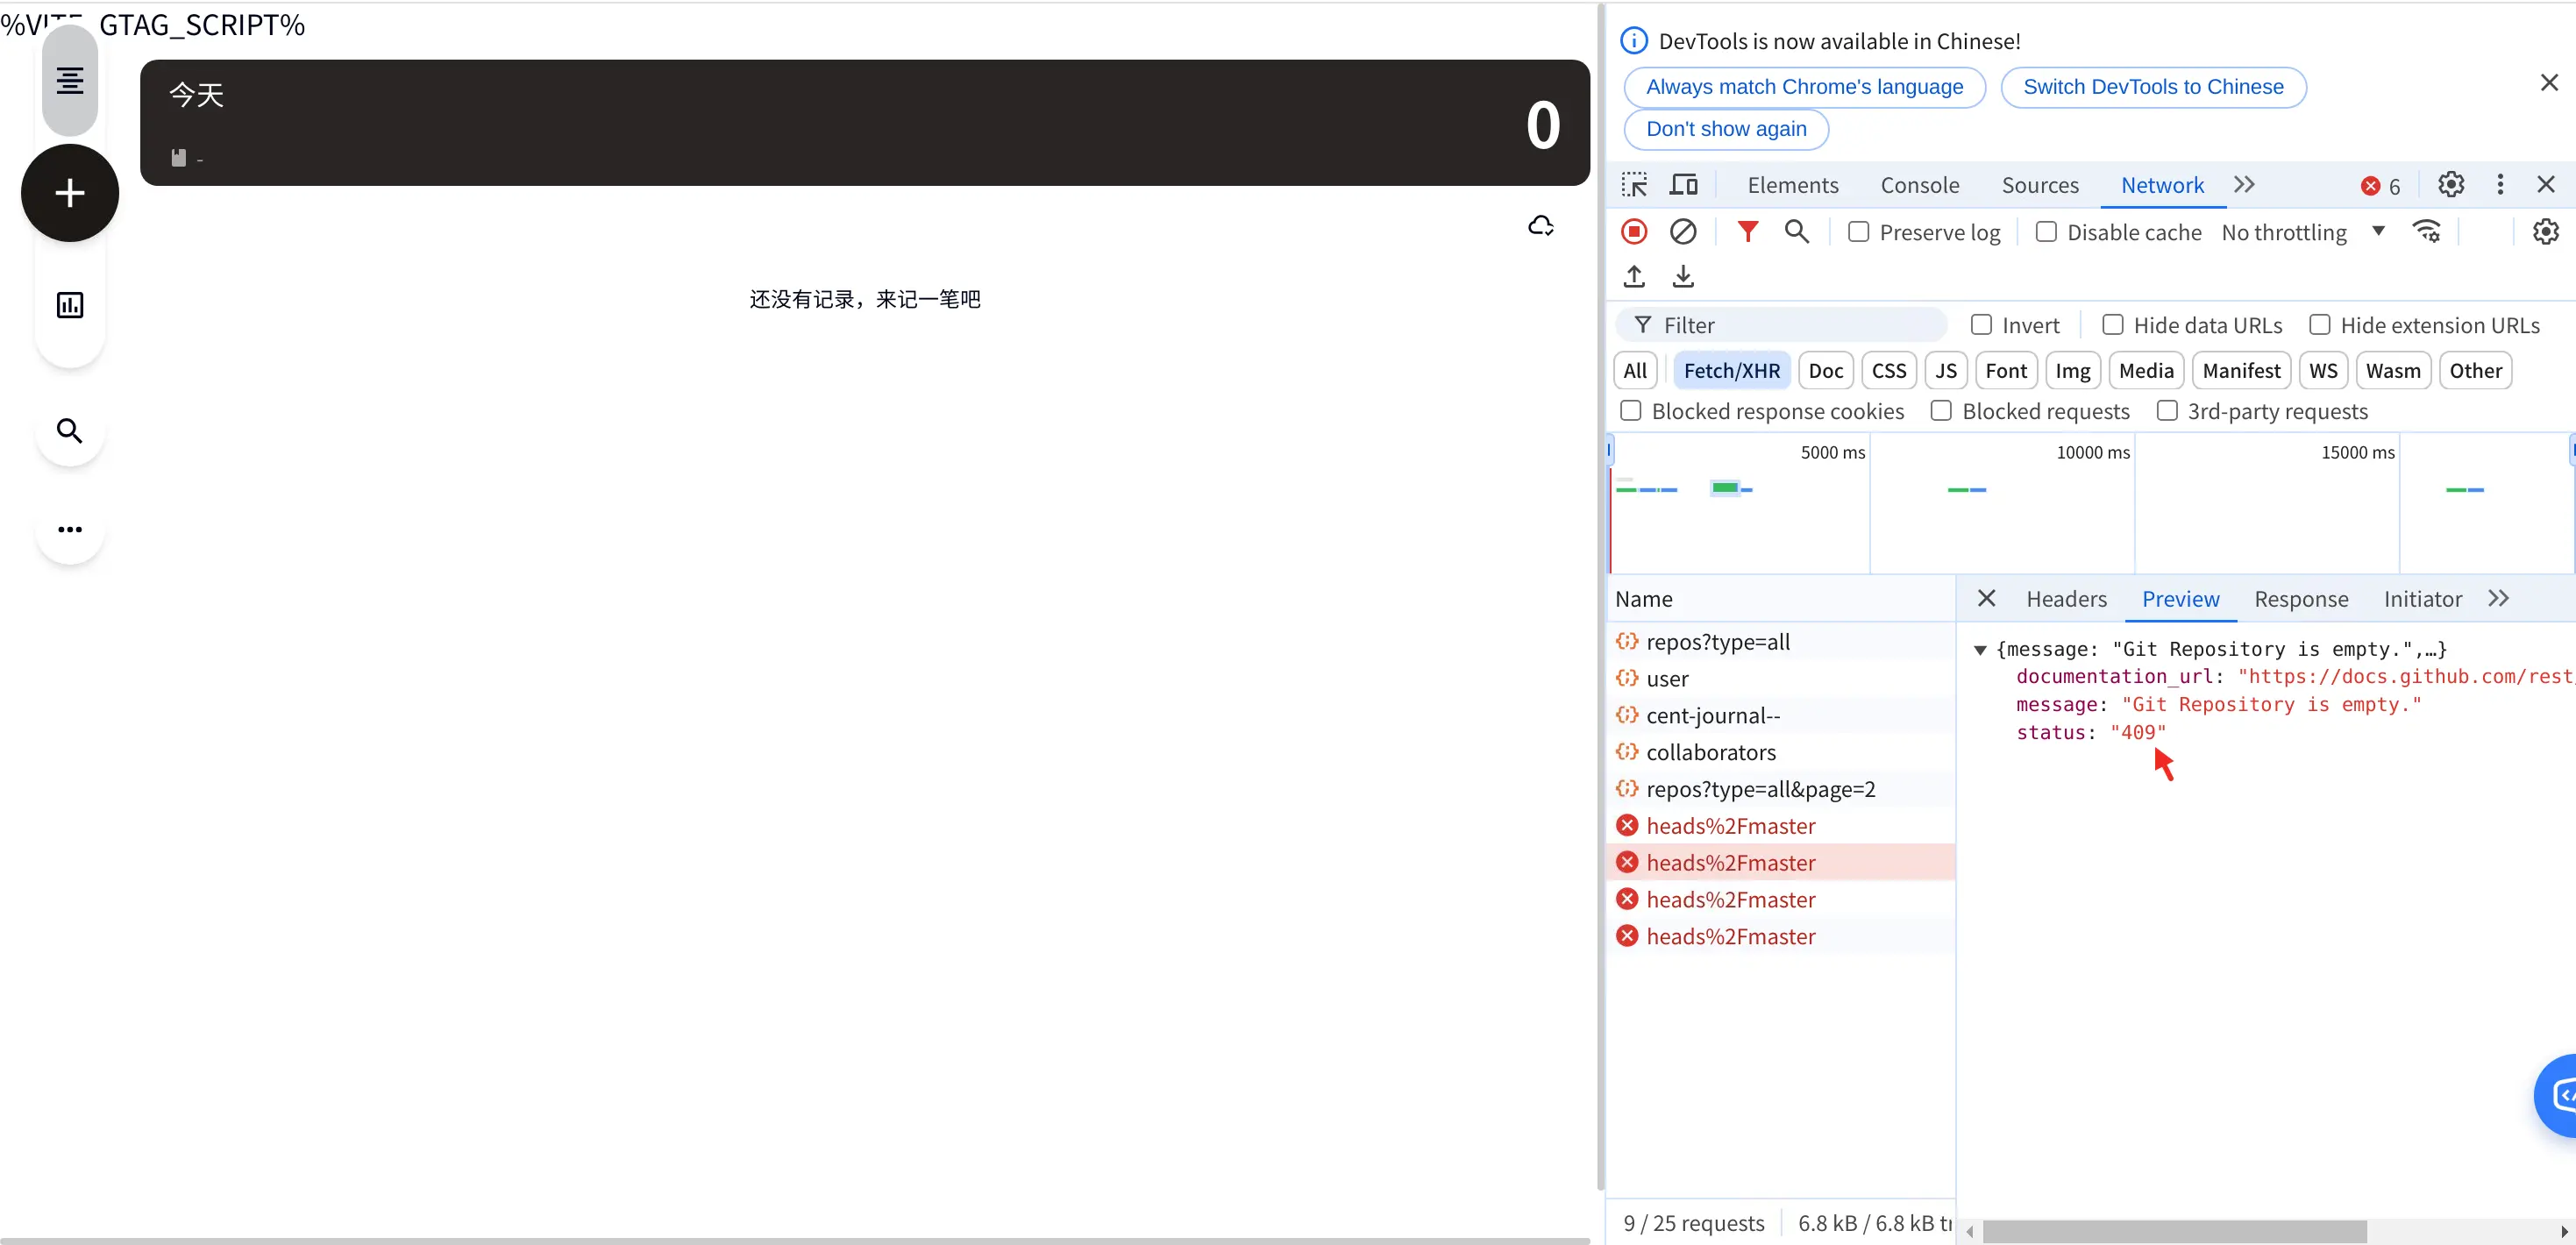 %VITE_GTAG_SCRIPT%
今天
0
-
还没有记录，来记一笔吧
DevTools is now available in Chinese!
Always match Chrome's language
Switch DevTools to Chinese
Don't show again
Elements
Console
Sources
Network
6
Preserve log
Disable cache
No throttling
Filter
Invert
Hide data URLs
Hide extension URLs
All
Fetch/XHR
Doc
CSS
JS
Font
Img
Media
Manifest
WS
Wasm
Other
Blocked response cookies
Blocked requests
3rd-party requests
5000 ms
10000 ms
15000 ms
Name
repos?type=all
user
cent-journal--
collaborators
repos?type=all&page=2
heads%2Fmaster
heads%2Fmaster
heads%2Fmaster
heads%2Fmaster
9 / 25 requests
6.8 kB / 6.8 kB
Headers
Preview
Response
Initiator
{message: "Git Repository is empty.",…}
documentation_url: "https://docs.github.com/rest
message: "Git Repository is empty."
status: "409"